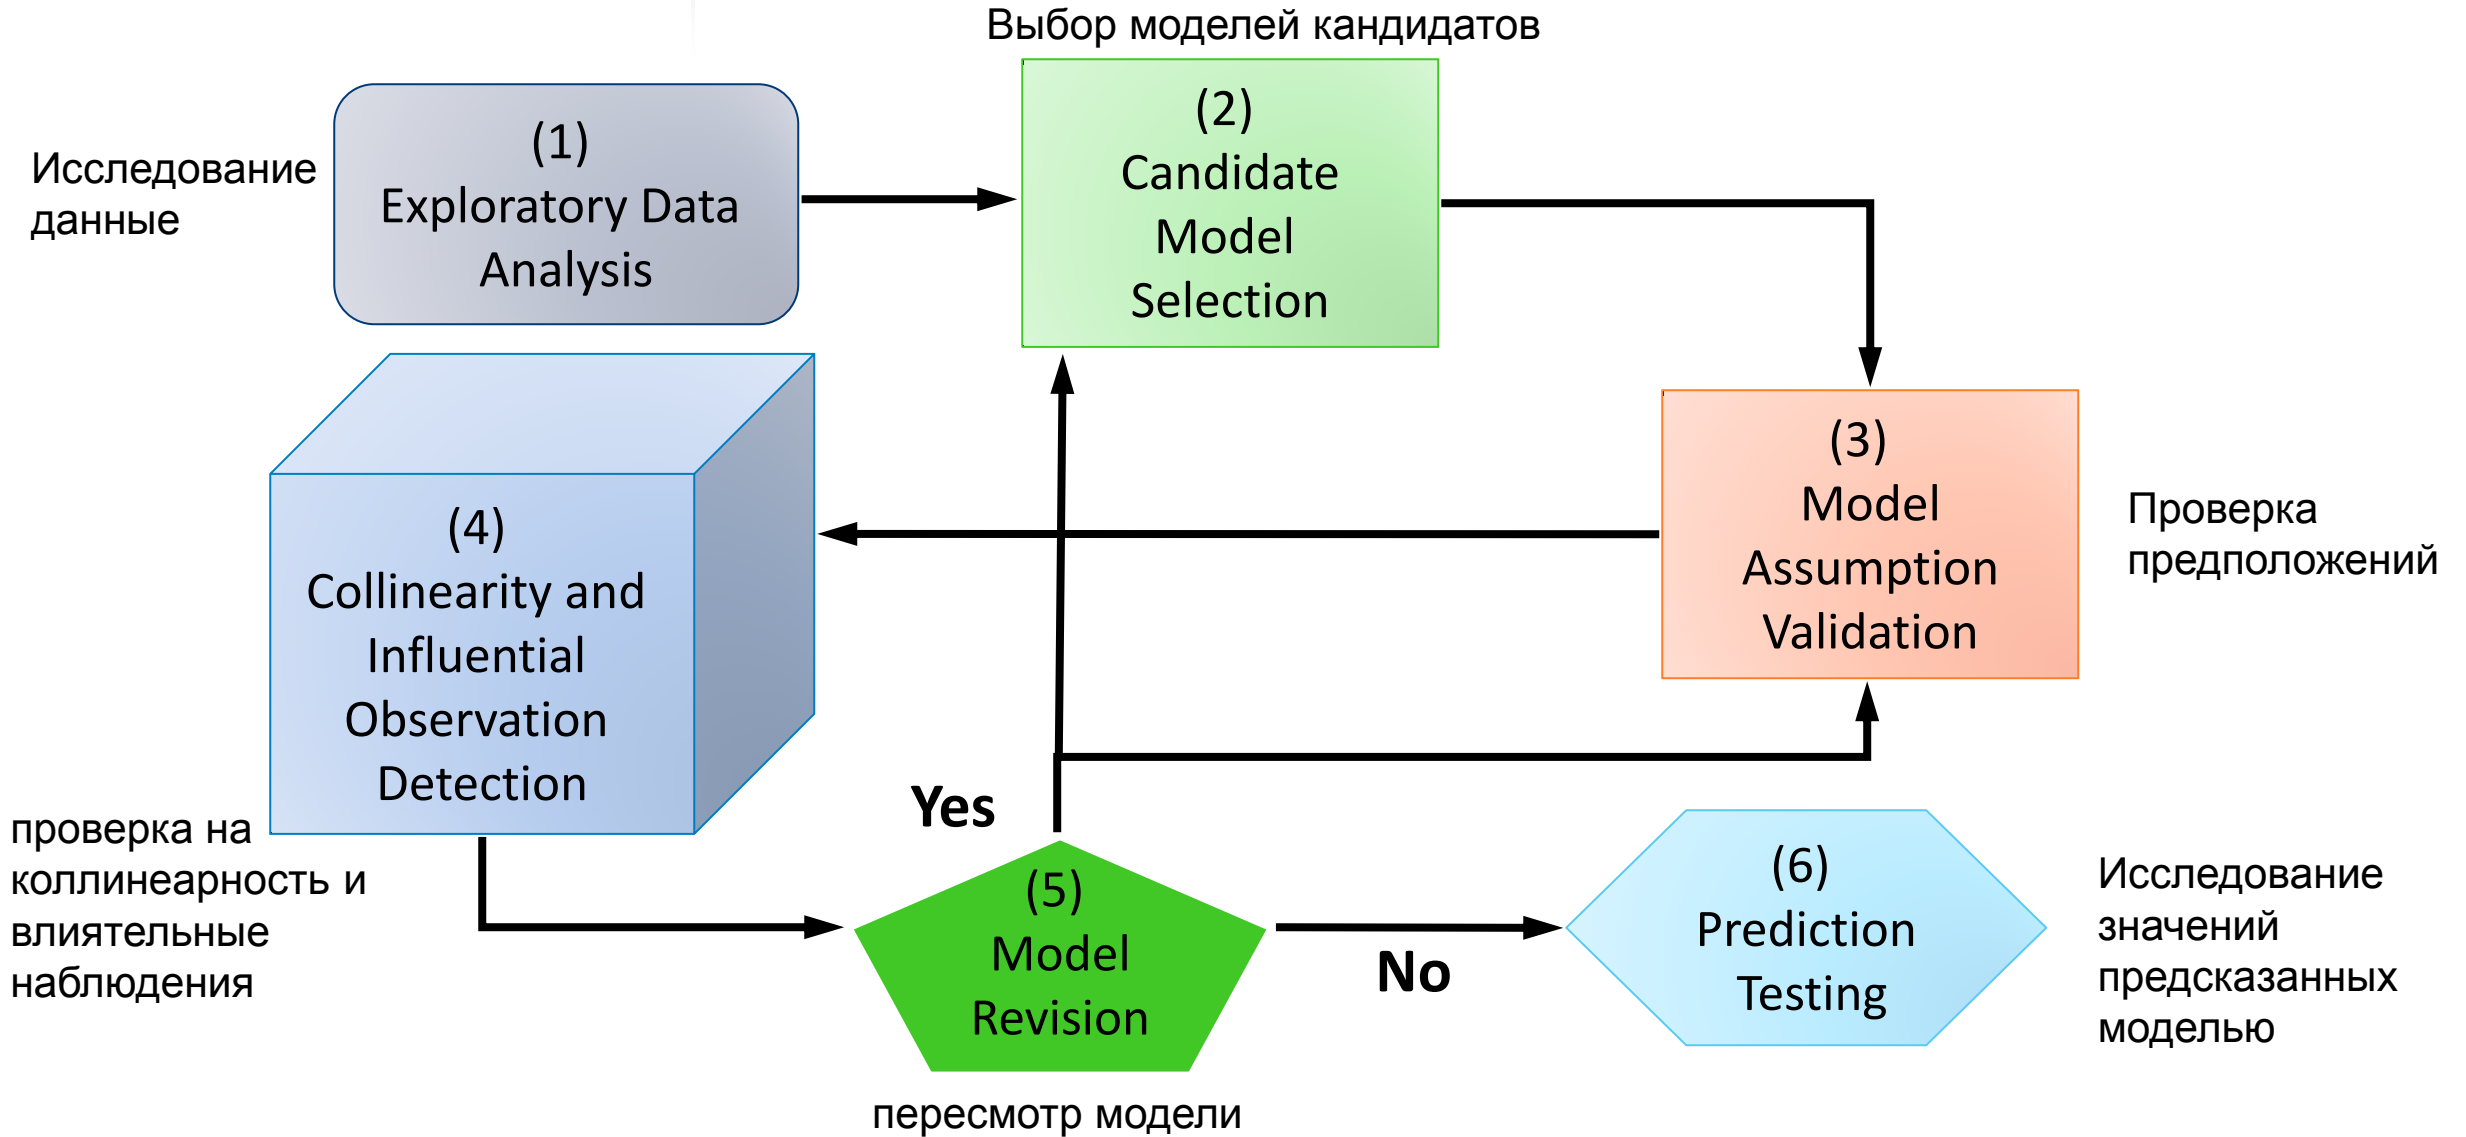 Выбор моделей кандидатов
Исследование
данные
(1)
Exploratory Data
Analysis
(2)
Candidate
Model
Selection
(3)
Model
Assumption
Validation
Проверка
предположений
(4)
Collinearity and
Influential
Observation
Detection
проверка на
коллинеарность и
влиятельные
наблюдения
Yes
(5)
Model
Revision
пересмотр модели
No
(6)
Prediction
Testing
Исследование
значений
предсказанных
моделью